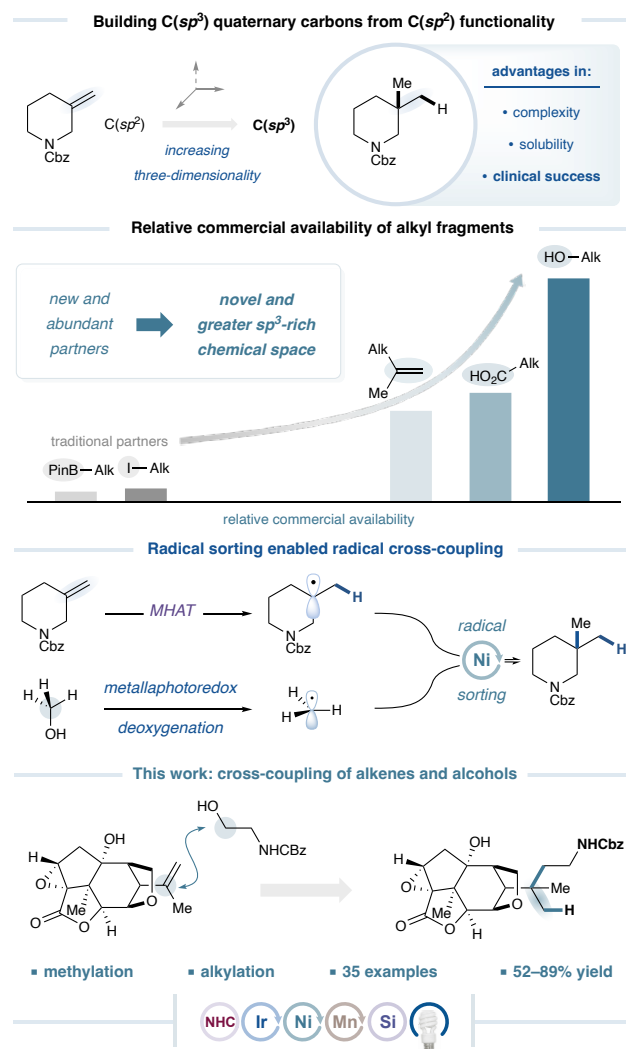 Building C(sp³) quaternary carbons from C(sp²) functionality
N
Cbz
C(sp²)
C(sp³)
increasing
three-dimensionality
Me
H
N
Cbz
advantages in:
• complexity
• solubility
• clinical success
Relative commercial availability of alkyl fragments
new and
abundant
partners
novel and
greater sp³-rich
chemical space
traditional partners
PinB—Alk
I—Alk
Alk
Me
HO₂C Alk
HO—Alk
relative commercial availability
Radical sorting enabled radical cross-coupling
N
Cbz
MHAT
H
N
Cbz
H
H
H
OH
metallaphotoredox
deoxygenation
H
H
H
radical
Ni
sorting
Me
H
N
Cbz
This work: cross-coupling of alkenes and alcohols
HO
NHCBz
OH
H
O
O
O
Me
H
O
Me
NHCbz
OH
H
O
O
O
Me
H
O
Me
H
▪ methylation ▪ alkylation ▪ 35 examples ▪ 52–89% yield
NHC Ir Ni Mn Si